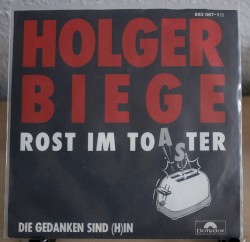 HOLGER
BIEGE
ROST IM TOASTER
DIE GEDANKEN SIND (H)IN
Polydor